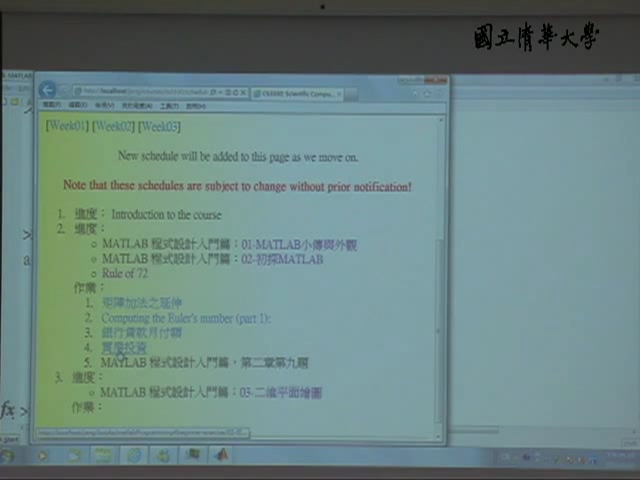 國立清華大學
MATLAB
CS3330 Scientific Compu...
[Week01] [Week02] [Week03]
New schedule will be added to this page as we move on.
Note that these schedules are subject to change without prior notification!
1. 進度： Introduction to the course
2. 進度：
MATLAB 程式設計入門篇：01-MATLAB小傳與外觀
MATLAB 程式設計入門篇：02-初探MATLAB
Rule of 72
作業：
1. 矩陣加法之延伸
2. Computing the Euler's number (part 1):
3. 銀行貸款月付額
4. 買房投資
5. MATLAB 程式設計入門篇，第二章第九題
3. 進度：
MATLAB 程式設計入門篇：03-二維平面繪圖
作業：
fx >